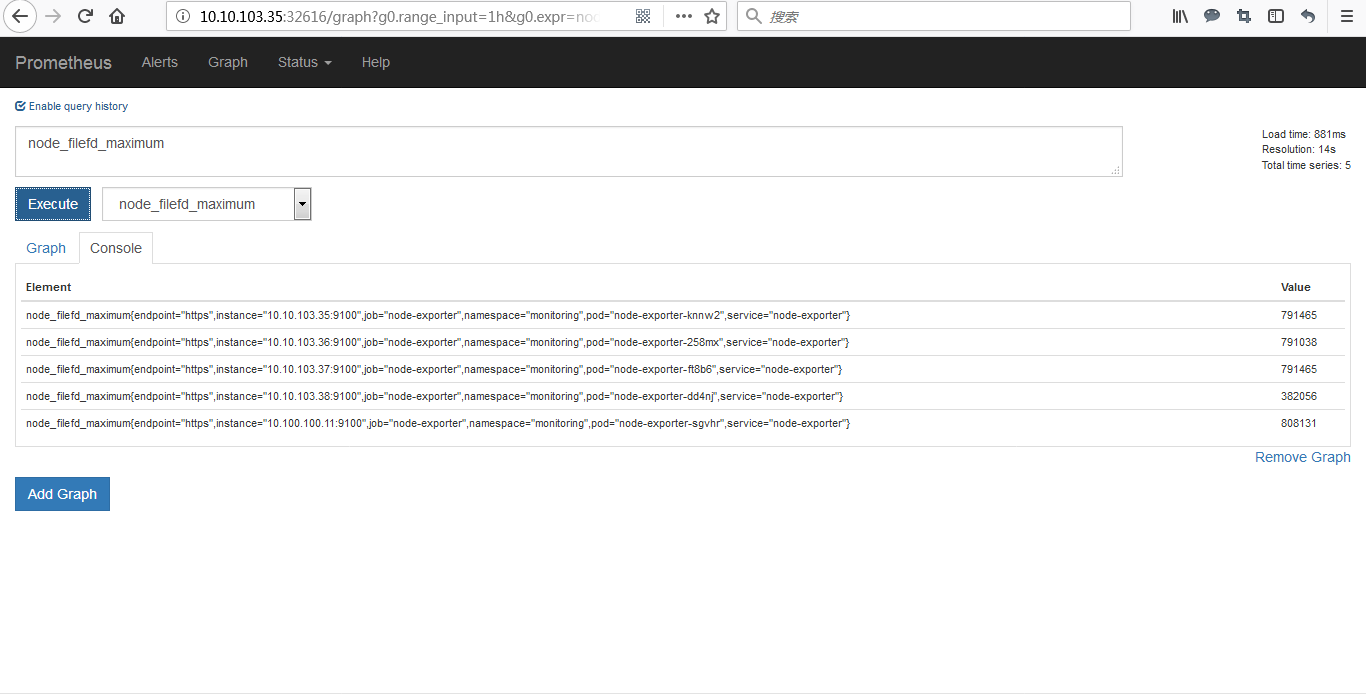 10.10.103.35:32616/graph?g0.range_input=1h&g0.expr=no
搜索
Prometheus Alerts Graph Status Help
Enable query history
node_filefd_maximum
Load time: 881ms
Resolution: 14s
Total time series: 5
Execute node_filefd_maximum
Graph Console
Element Value
node_filefd_maximum{endpoint="https",instance="10.10.103.35:9100",job="node-exporter",namespace="monitoring",pod="node-exporter-knnw2",service="node-exporter"} 791465
node_filefd_maximum{endpoint="https",instance="10.10.103.36:9100",job="node-exporter",namespace="monitoring",pod="node-exporter-258mx",service="node-exporter"} 791038
node_filefd_maximum{endpoint="https",instance="10.10.103.37:9100",job="node-exporter",namespace="monitoring",pod="node-exporter-ft8b6",service="node-exporter"} 791465
node_filefd_maximum{endpoint="https",instance="10.10.103.38:9100",job="node-exporter",namespace="monitoring",pod="node-exporter-dd4nj",service="node-exporter"} 382056
node_filefd_maximum{endpoint="https",instance="10.100.100.11:9100",job="node-exporter",namespace="monitoring",pod="node-exporter-sgvhr",service="node-exporter"} 808131
Remove Graph
Add Graph